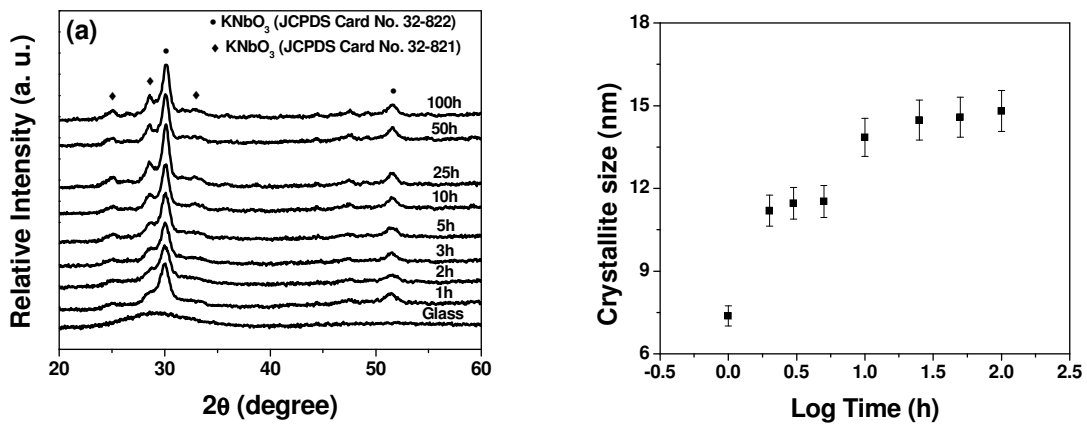 (a)
• KNbO₃ (JCPDS Card No. 32-822)
♦ KNbO₃ (JCPDS Card No. 32-821)
Relative Intensity (a. u.)
100h
50h
25h
10h
5h
3h
2h
1h
Glass
20 30 40 50 60
2θ (degree)
Crystallite size (nm)
18
15
12
9
6
-0.5 0.0 0.5 1.0 1.5 2.0 2.5
Log Time (h)